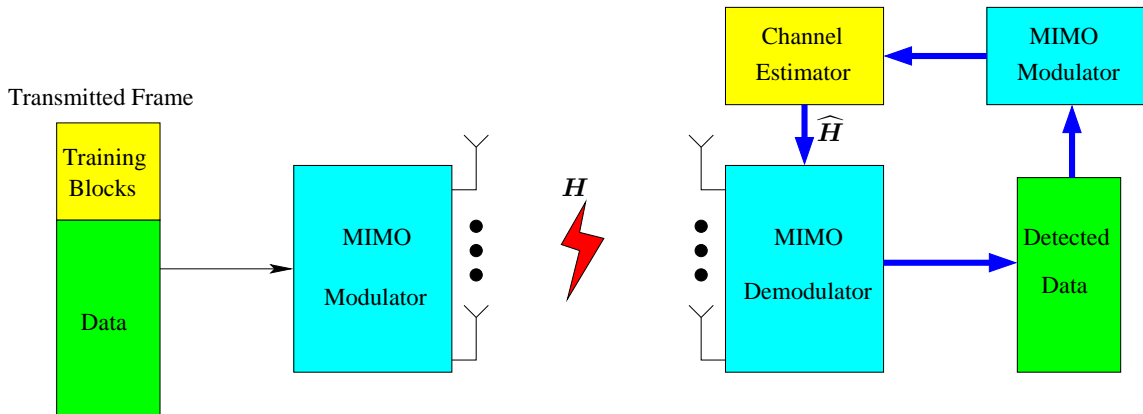 Transmitted Frame
Training
Blocks
Data
MIMO
Modulator
H
Channel
Estimator
Ĥ
MIMO
Demodulator
MIMO
Modulator
Detected
Data